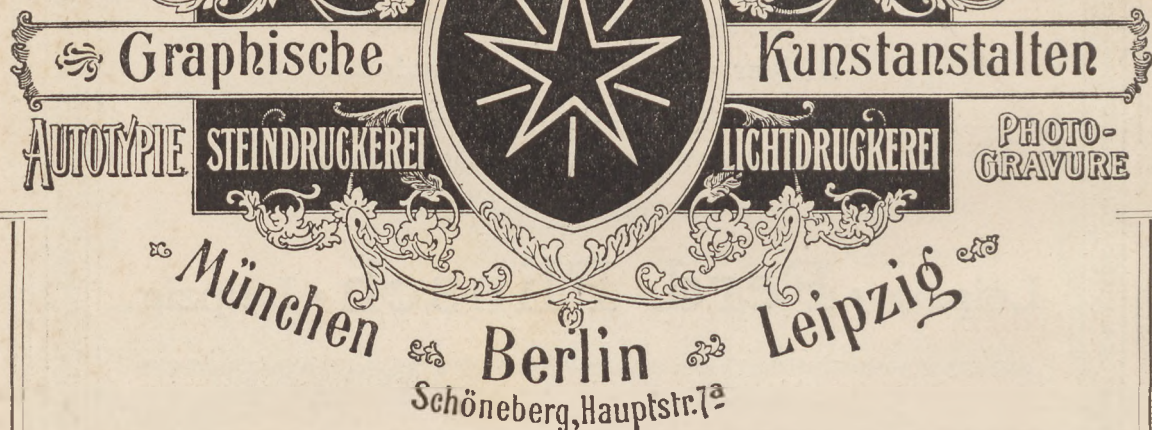 Graphische Kunstanstalten
AUTOTYPIE STEINDRUCKEREI LICHTDRUCKEREI PHOTO-
GRAVURE
München Berlin Leipzig
Schöneberg, Hauptstr. 7a